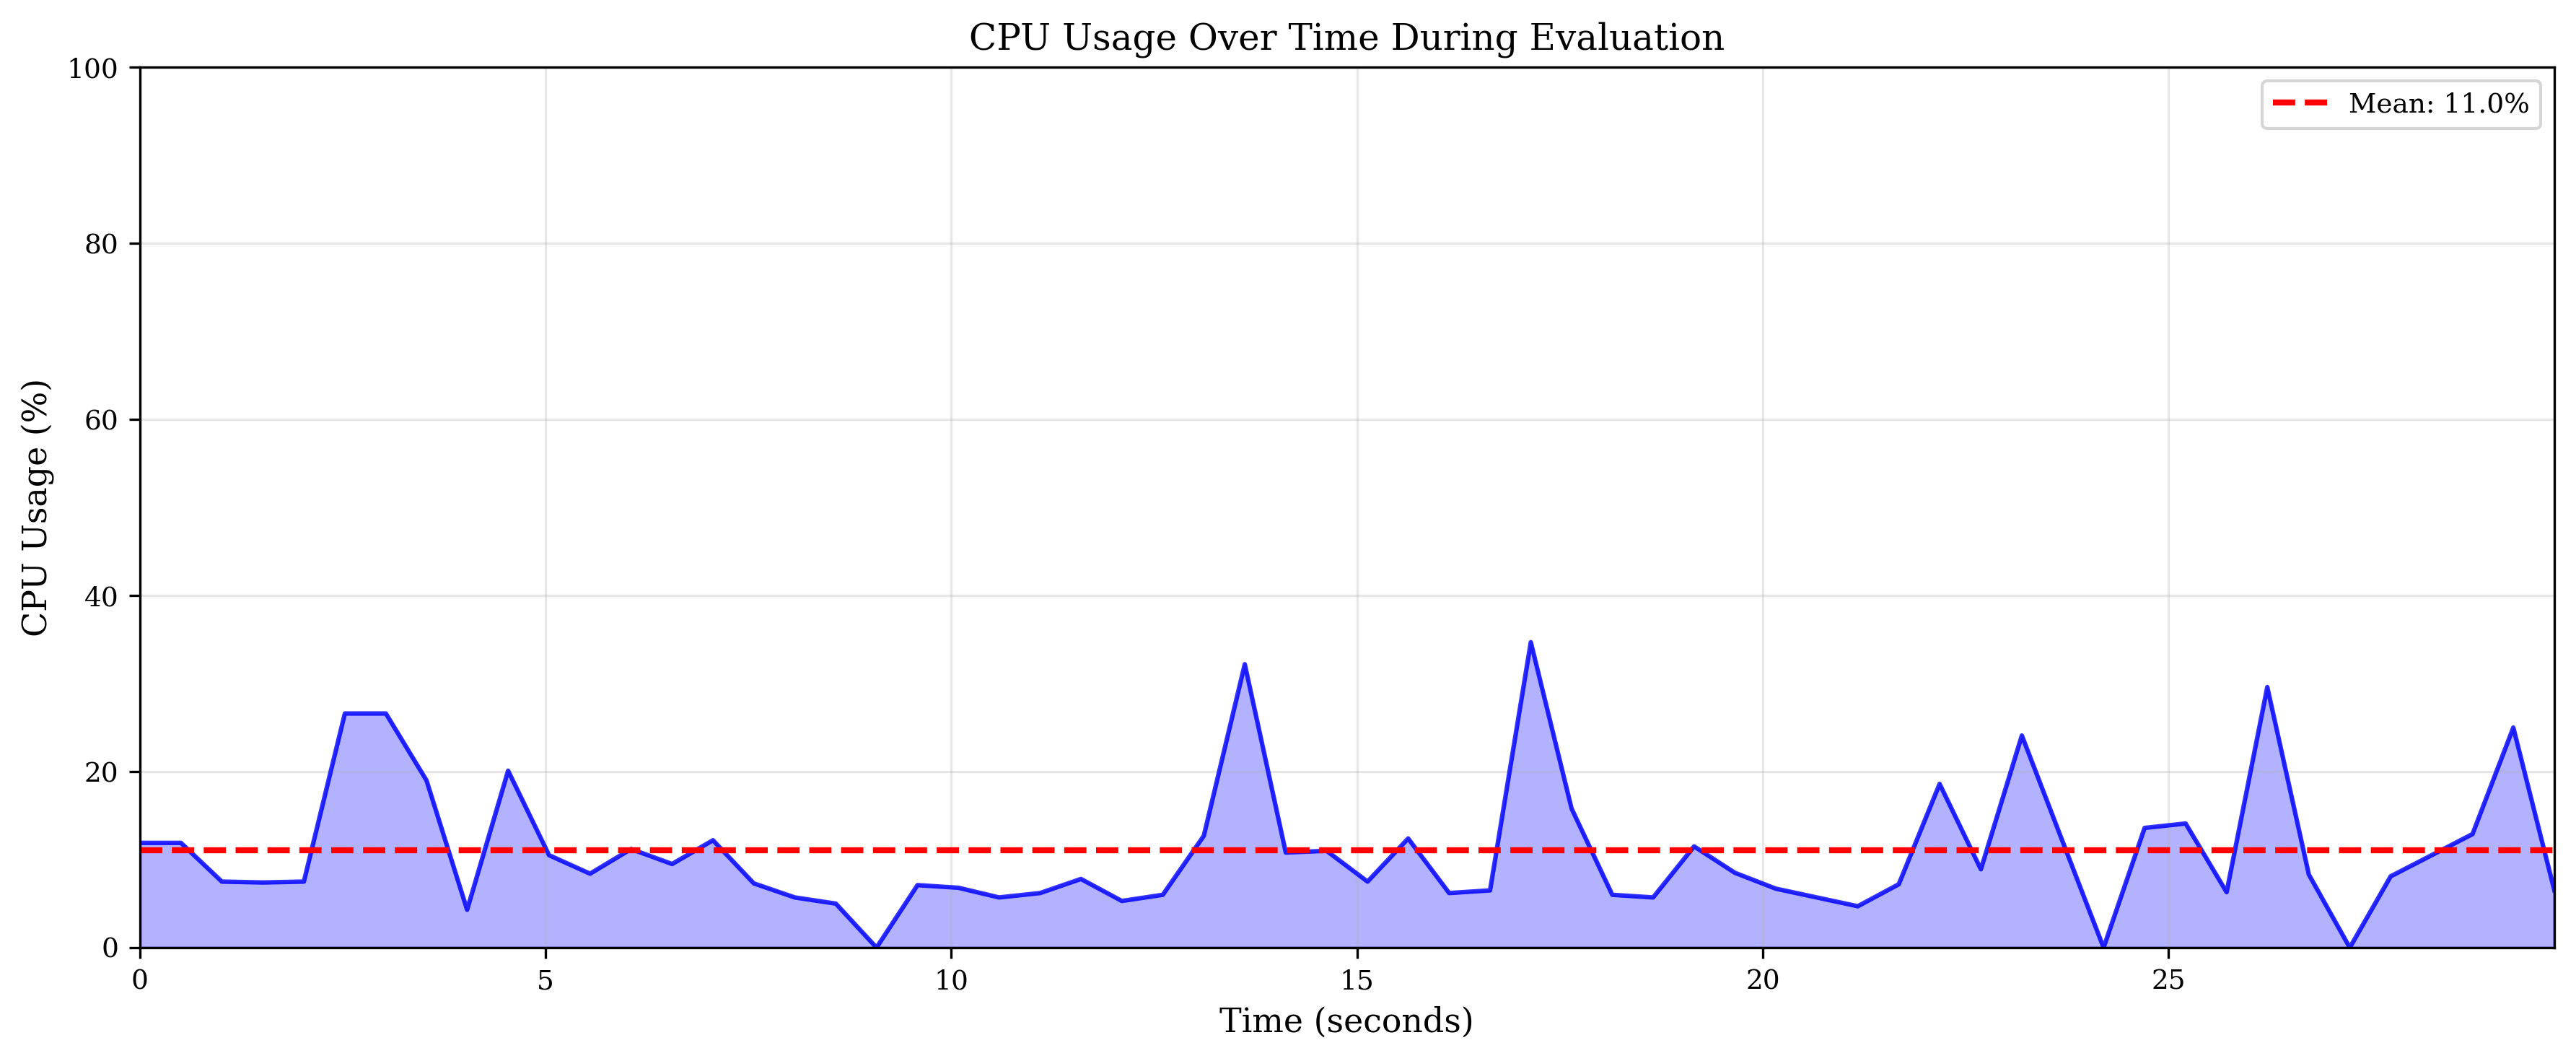 CPU Usage Over Time During Evaluation
Mean: 11.0%
CPU Usage (%)
100
80
60
40
20
0
0 5 10 15 20 25
Time (seconds)